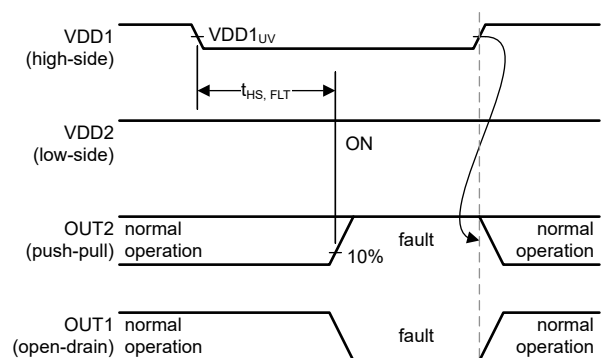 VDD1
(high-side)
VDD1UV
tHS, FLT
VDD2
(low-side)
ON
OUT2
(push-pull)
normal
operation
10%
fault
normal
operation
OUT1
(open-drain)
normal
operation
fault
normal
operation